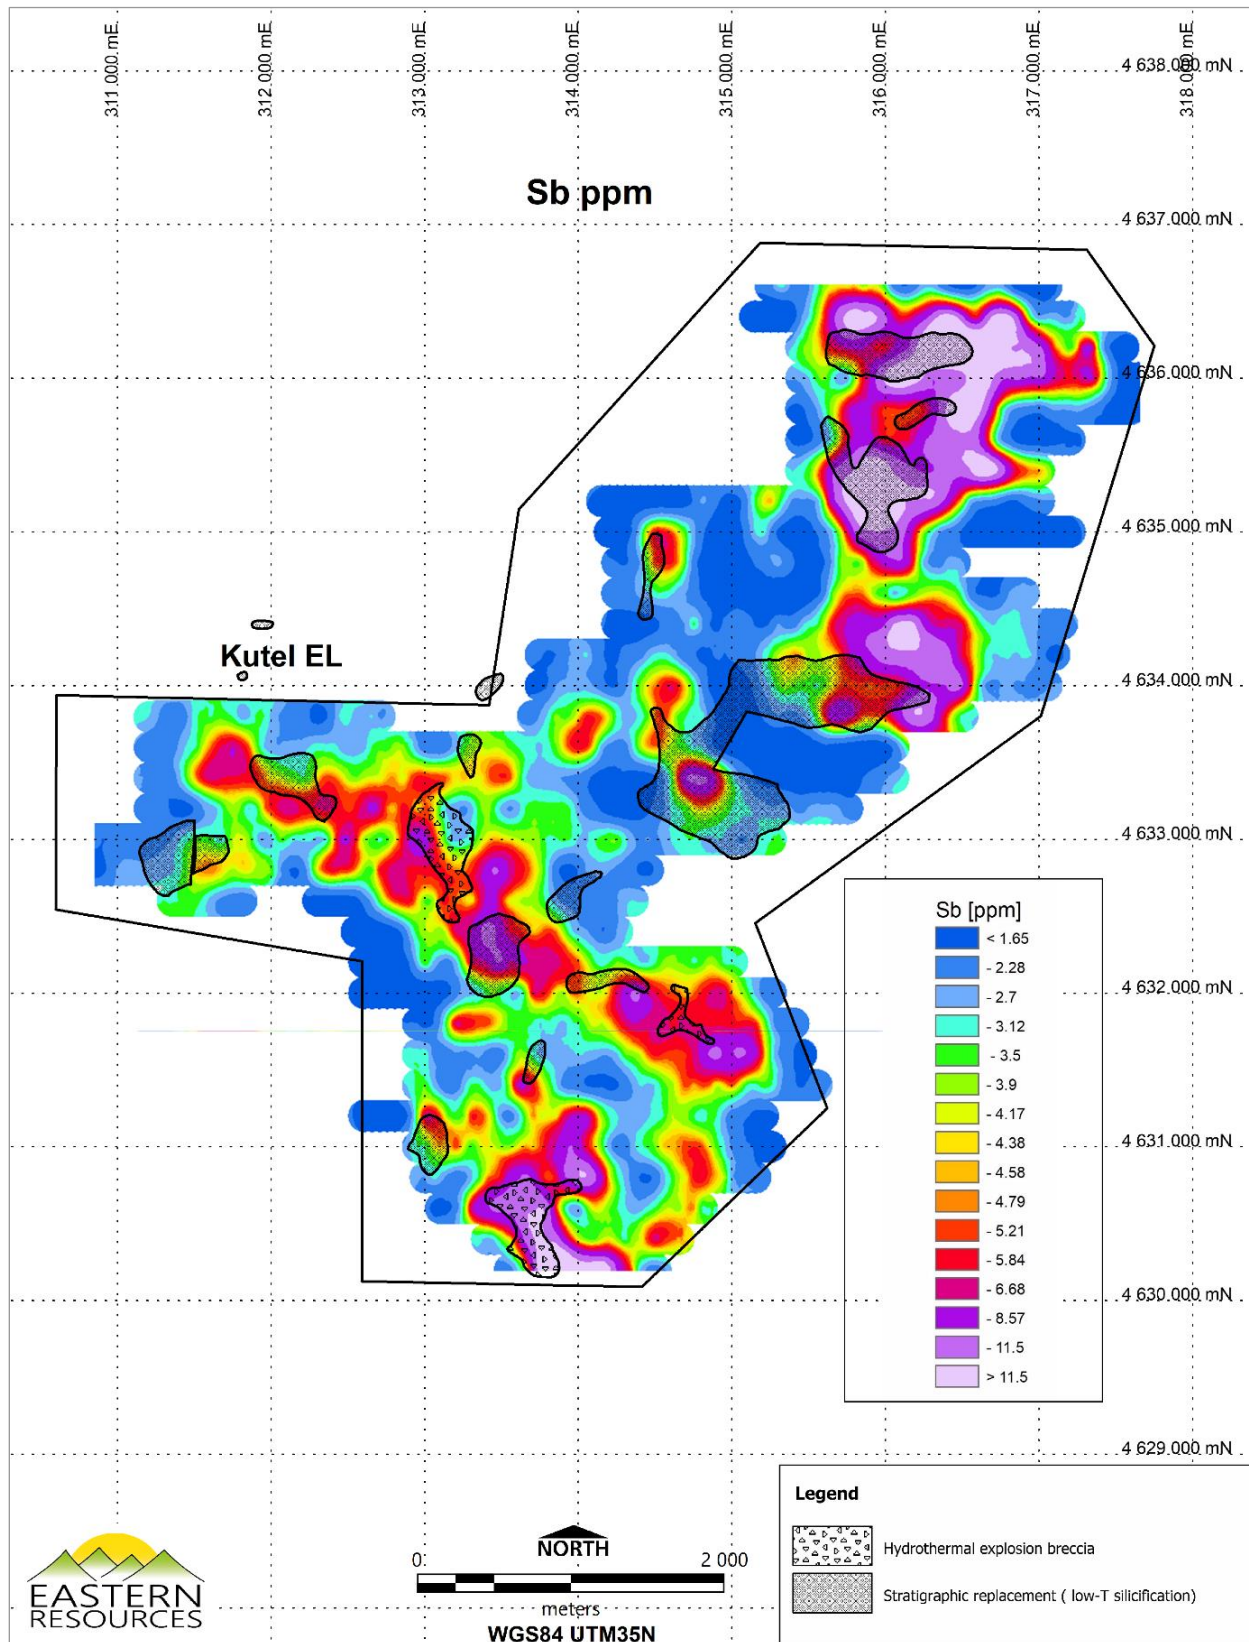 311 000 mE
312 000 mE
313 000 mE
314 000 mE
315 000 mE
316 000 mE
317 000 mE
318 000 mE
4 638 000 mN
Sb ppm
4 637 000 mN
4 636 000 mN
4 635 000 mN
Kutel EL
4 634 000 mN
4 633 000 mN
Sb [ppm]
< 1.65
- 2.28
- 2.7
- 3.12
- 3.5
- 3.9
- 4.17
- 4.38
- 4.58
- 4.79
- 5.21
- 5.84
- 6.68
- 8.57
- 11.5
> 11.5
4 632 000 mN
4 631 000 mN
4 630 000 mN
4 629 000 mN
Legend
Hydrothermal explosion breccia
Stratigraphic replacement ( low-T silicification)
EASTERN
RESOURCES
NORTH
0 2 000
meters
WGS84 UTM35N